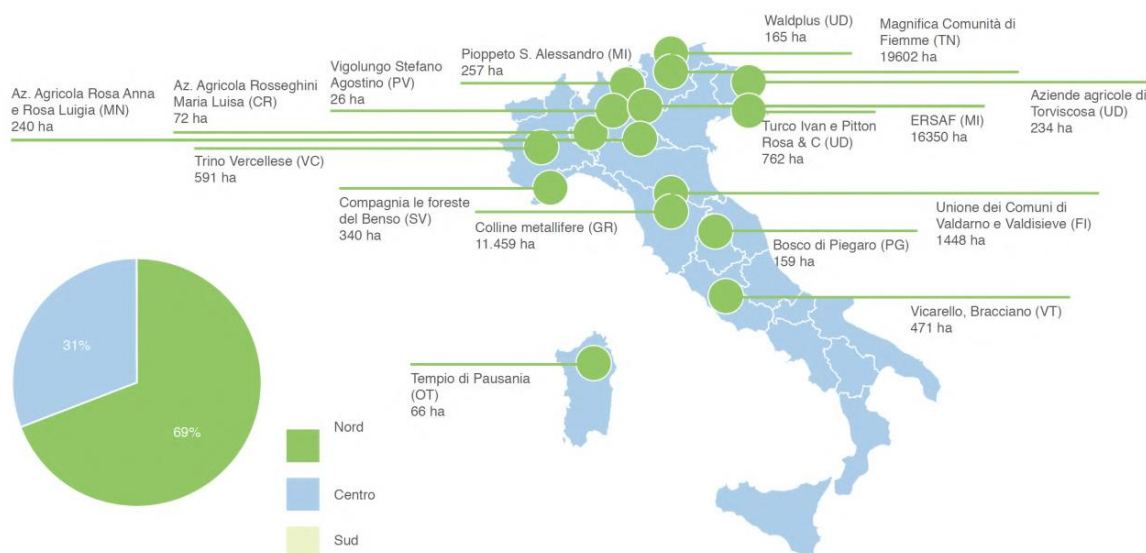 Waldplus (UD)
165 ha
Magnifica Comunità di
Fiemme (TN)
19602 ha
Pioppeto S. Alessandro (MI)
257 ha
Vigolungo Stefano
Agostino (PV)
26 ha
Az. Agricola Rosseghini
Maria Luisa (CR)
72 ha
Az. Agricola Rosa Anna
e Rosa Luigia (MN)
240 ha
Aziende agricole di
Torviscosa (UD)
234 ha
ERSAF (MI)
16350 ha
Turco Ivan e Pitton
Rosa & C (UD)
762 ha
Trino Vercellese (VC)
591 ha
Compagnia le foreste
del Benso (SV)
340 ha
Colline metallifere (GR)
11.459 ha
Unione dei Comuni di
Valdarno e Valdisieve (FI)
1448 ha
Bosco di Piegaro (PG)
159 ha
Vicarello, Bracciano (VT)
471 ha
Tempio di Pausania
(OT)
66 ha
31%
69%
Nord
Centro
Sud